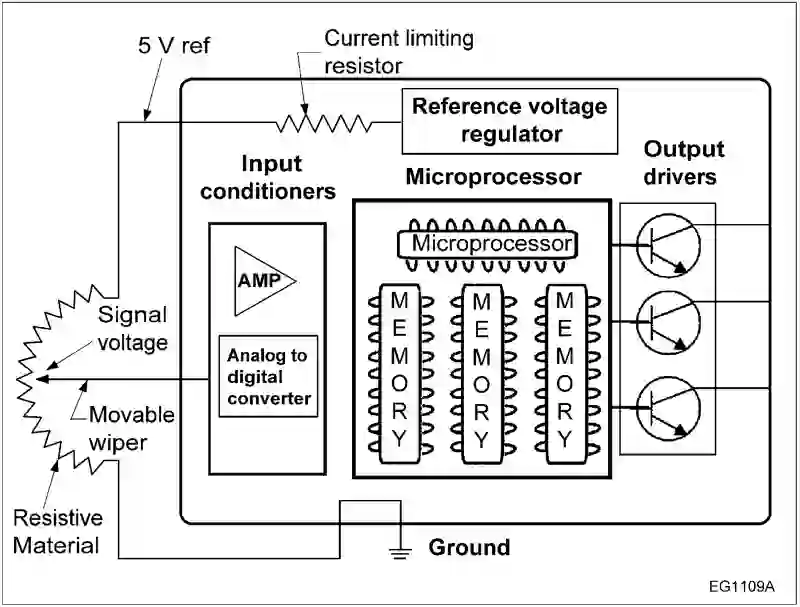 5 V ref
Current limiting
resistor
Reference voltage
regulator
Input
conditioners
Microprocessor
Output
drivers
Microprocessor
AMP
Analog to
digital
converter
MEMORY
MEMORY
MEMORY
Signal
voltage
Movable
wiper
Resistive
Material
Ground
EG1109A